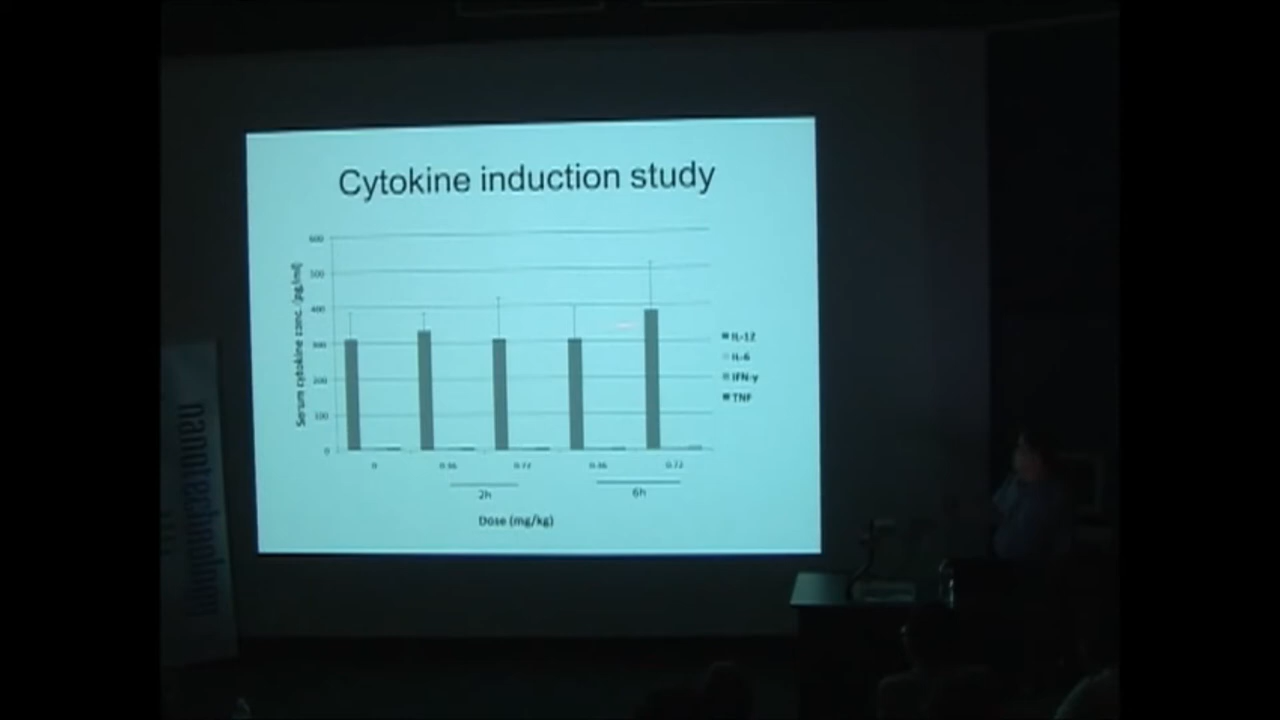 Cytokine induction study
Serum cytokine conc. (pg/ml)
600
500
400
300
200
100
0
IL-12
IL-6
IFN-γ
TNF
0 0.36 0.72 0.36 0.72
2h 6h
Dose (mg/kg)
nanotechnology